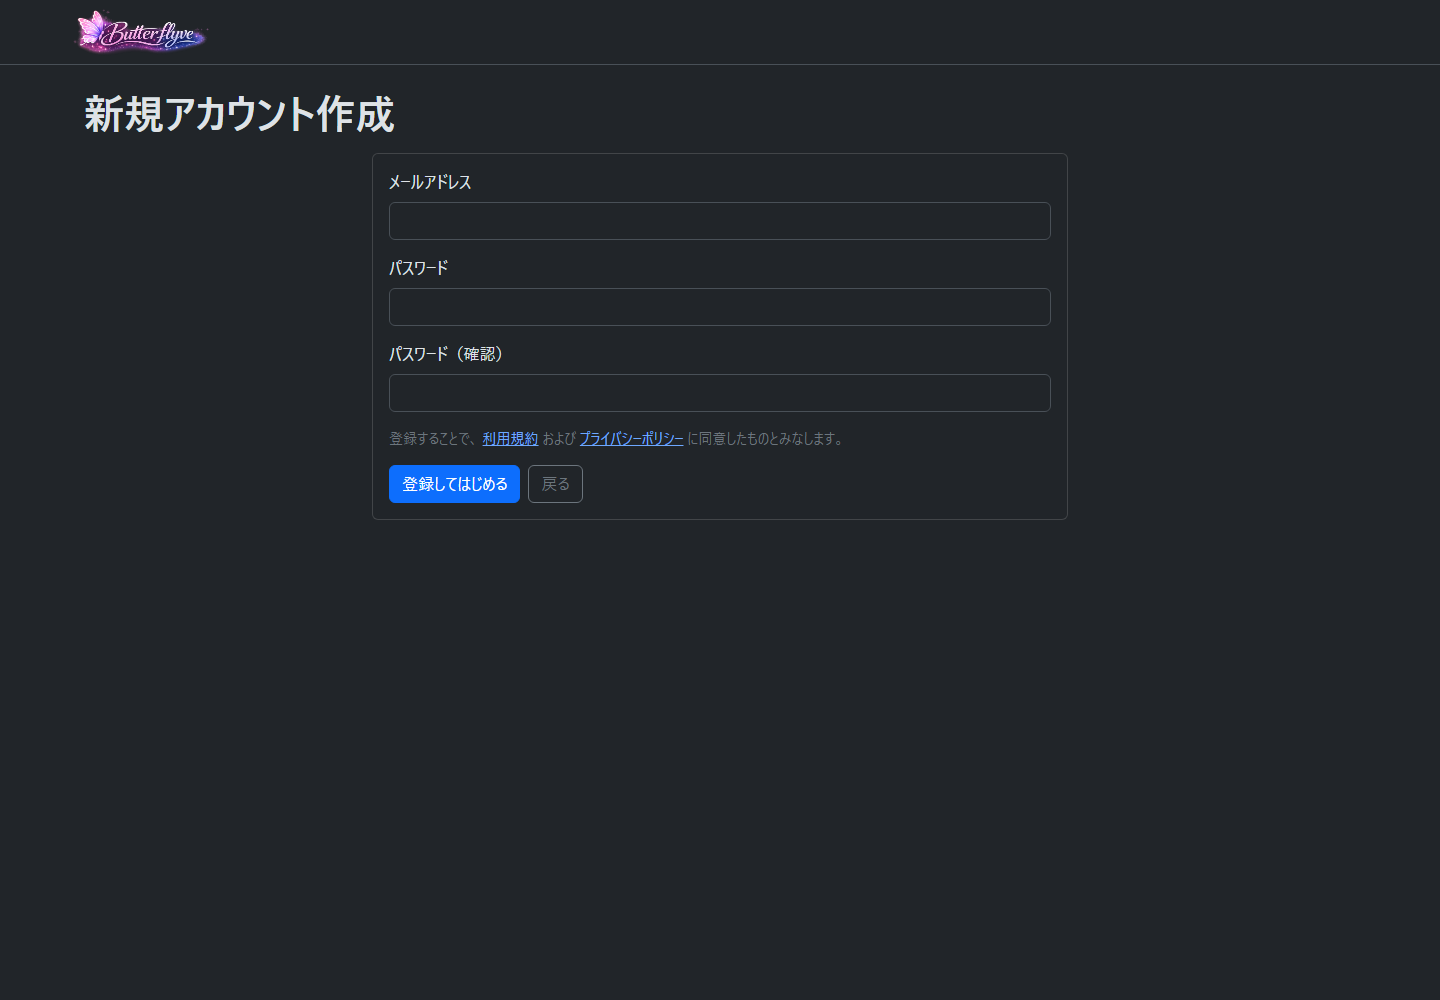 Butterflyve
新規アカウント作成
メールアドレス
パスワード
パスワード（確認）
登録することで、利用規約 および プライバシーポリシー に同意したものとみなします。
登録してはじめる 戻る